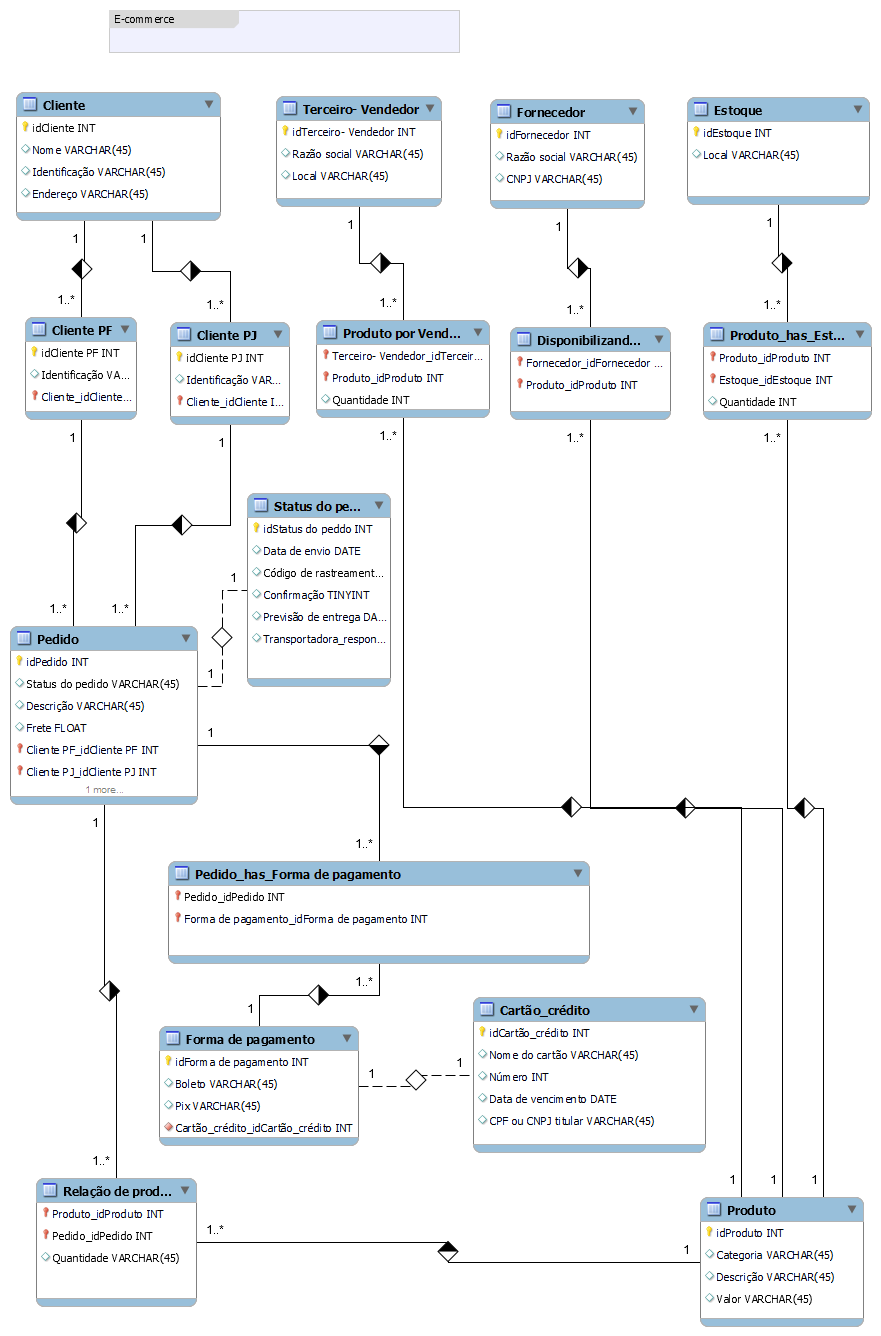 E-commerce
Cliente
idCliente INT
Nome VARCHAR(45)
Identificação VARCHAR(45)
Endereço VARCHAR(45)
Terceiro- Vendedor
idTerceiro- Vendedor INT
Razão social VARCHAR(45)
Local VARCHAR(45)
Fornecedor
idFornecedor INT
Razão social VARCHAR(45)
CNPJ VARCHAR(45)
Estoque
idEstoque INT
Local VARCHAR(45)
1
1
1
1
1
1..*
1..*
1..*
1..*
1..*
Cliente PF
idCliente PF INT
Identificação VA...
Cliente_idCliente...
Cliente PJ
idCliente PJ INT
Identificação VAR...
Cliente_idCliente I...
Produto por Vend...
Terceiro- Vendedor_idTerceir...
Produto_idProduto INT
Quantidade INT
Disponibilizand...
Fornecedor_idFornecedor ...
Produto_idProduto INT
Produto_has_Est...
Produto_idProduto INT
Estoque_idEstoque INT
Quantidade INT
1
1
1..*
1..*
1..*
Status do pe...
idStatus do peddo INT
Data de envio DATE
Código de rastreament...
Confirmação TINYINT
Previsão de entrega DA...
Transportadora_respon...
1
1..*
1..*
Pedido
idPedido INT
Status do pedido VARCHAR(45)
Descrição VARCHAR(45)
Frete FLOAT
Cliente PF_idCliente PF INT
Cliente PJ_idCliente PJ INT
1 more...
1
1
1
1..*
Pedido_has_Forma de pagamento
Pedido_idPedido INT
Forma de pagamento_idForma de pagamento INT
1..*
1
Forma de pagamento
idForma de pagamento INT
Boleto VARCHAR(45)
Pix VARCHAR(45)
Cartão_crédito_idCartão_crédito INT
1
1
Cartão_crédito
idCartão_crédito INT
Nome do cartão VARCHAR(45)
Número INT
Data de vencimento DATE
CPF ou CNPJ titular VARCHAR(45)
1..*
1
1
1
Relação de prod...
Produto_idProduto INT
Pedido_idPedido INT
Quantidade VARCHAR(45)
1..*
1
Produto
idProduto INT
Categoria VARCHAR(45)
Descrição VARCHAR(45)
Valor VARCHAR(45)